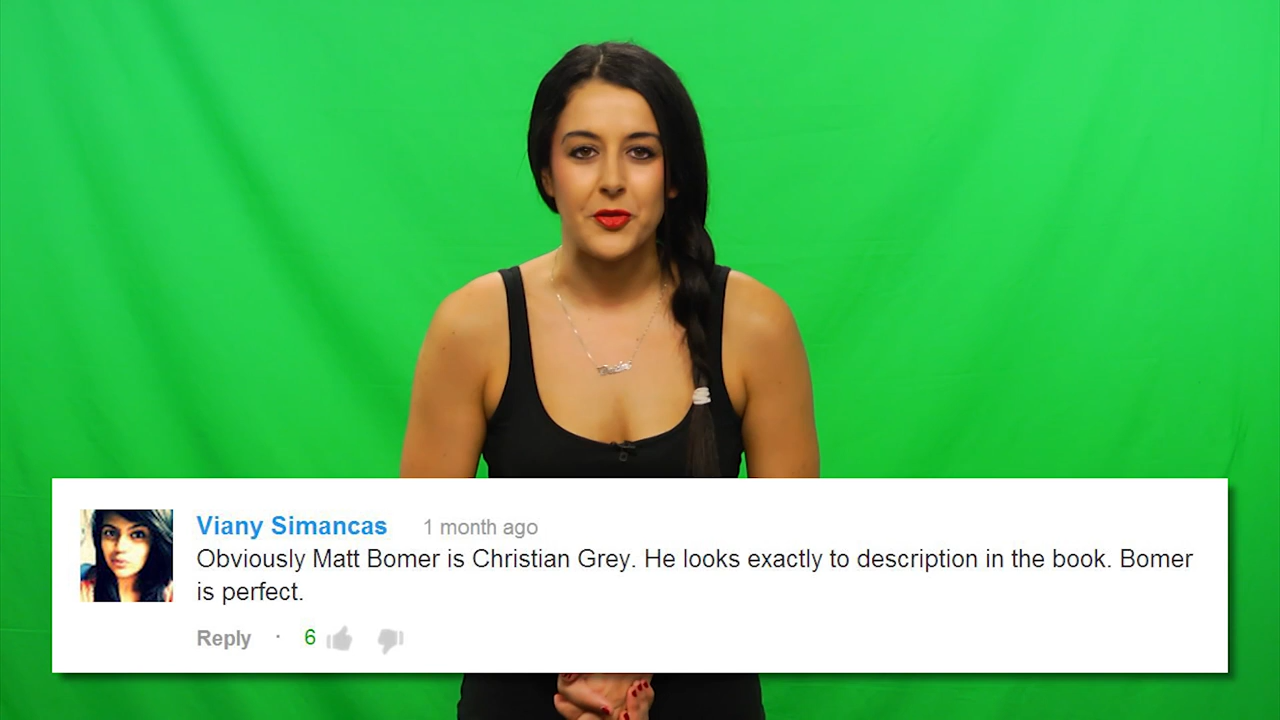 Viany Simancas 1 month ago
Obviously Matt Bomer is Christian Grey. He looks exactly to description in the book. Bomer
is perfect.
Reply · 6